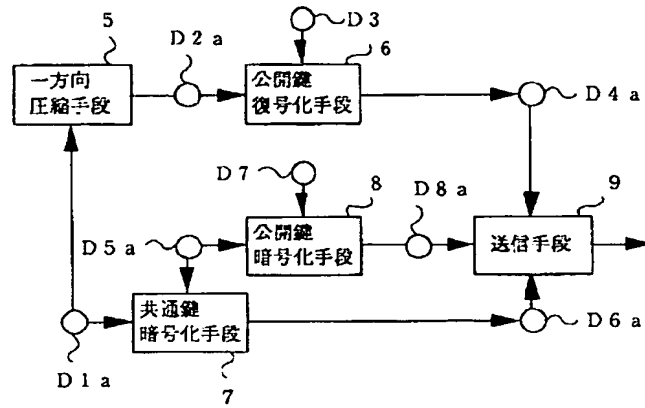 5
D2a
D3
6
一方向
圧縮手段
公開鍵
復号化手段
D4a
D7
8
D8a
9
D5a
公開鍵
暗号化手段
送信手段
共通鍵
暗号化手段
D1a
7
D6a